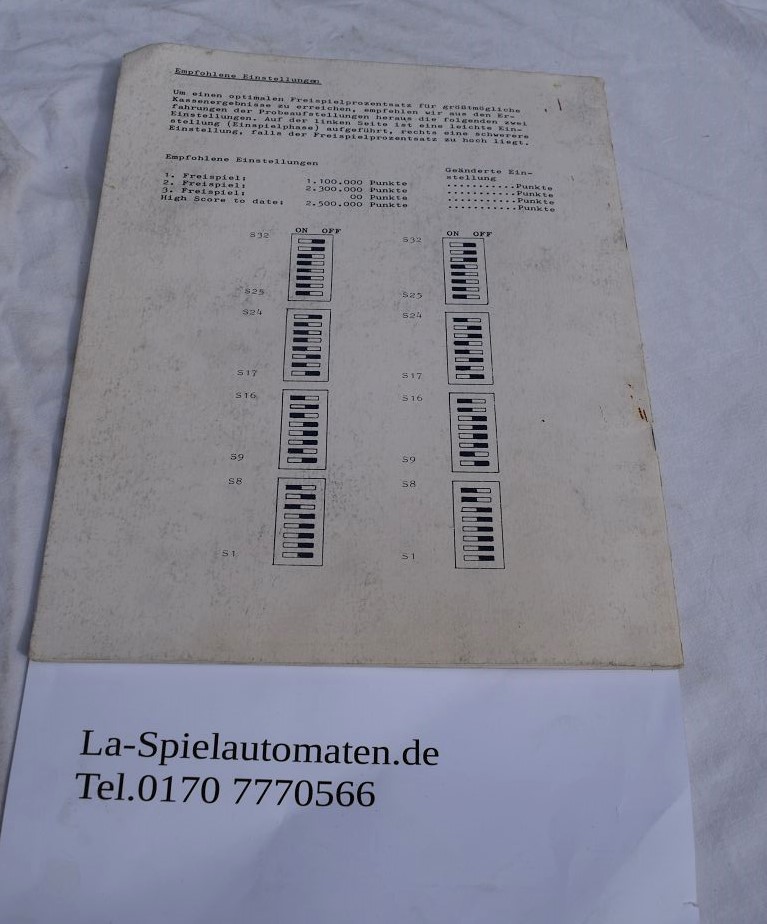 Empfohlene Einstellungen
Um einen optimalen Freispielprozentsatz für größtmögliche
Kassenergebnisse zu erreichen, empfehlen wir aus den Er-
fahrungen der Probeaufstellungen heraus die folgenden zwei
Einstellungen. Auf der linken Seite ist eine leichte Ein-
stellung (Einspielphase) aufgeführt, rechts eine schwerere
Einstellung, falls der Freispielprozentsatz zu hoch liegt.
Empfohlene Einstellungen
Geänderte Ein-
stellung
1. Freispiel: 1.100.000 Punkte ..........Punkte
2. Freispiel: 2.300.000 Punkte ..........Punkte
3. Freispiel: 00 Punkte ..........Punkte
High Score to date: 2.500.000 Punkte ..........Punkte
ON OFF ON OFF
S32 S32
S25 S25
S24 S24
S17 S17
S16 S16
S9 S9
S8 S8
S1 S1
La-Spielautomaten.de
Tel.0170 7770566